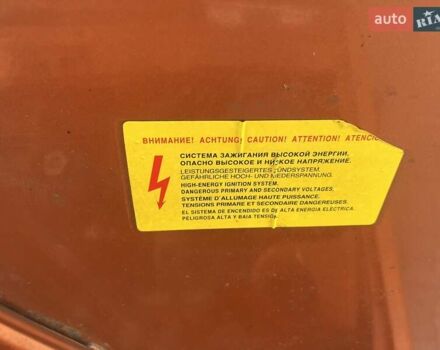 auto RIA
ВНИМАНИЕ! ACHTUNG! CAUTION! ATTENTION! ATENCIO
СИСТЕМА ЗАЖИГАНИЯ ВЫСОКОЙ ЭНЕРГИИ.
ОПАСНО ВЫСОКОЕ И НИЗКОЕ НАПРЯЖЕНИЕ.
LEISTUNGSGESTEIGERTES ZÜNDSYSTEM.
GEFÄHRLICHE HOCH- UND NIEDERSPANNUNG.
HIGH-ENERGY IGNITION SYSTEM.
DANGEROUS PRIMARY AND SECONDARY VOLTAGES.
SYSTÈME D'ALLUMAGE HAUTE PUISSANCE.
TENSIONS PRIMAIRE ET SECONDAIRE DANGEREUSES.
EL SISTEMA DE ENCENDIDO ES DE ALTA ENERGIA ELECTRICA.
PELIGROSA ALTA Y BAIA TENSION.